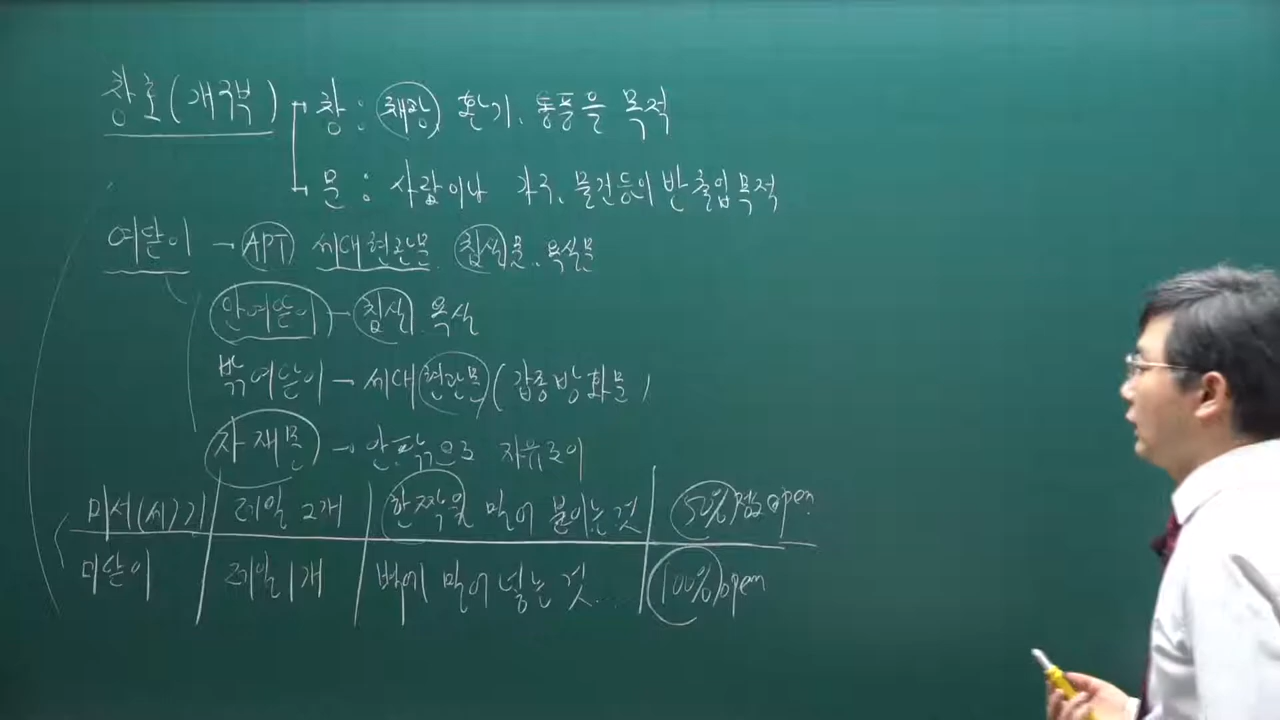 창호(개구부) 창 : 채광, 환기, 통풍을 목적
문 : 사람이나 가구, 물건등의 반출입목적
여닫이 → APT 세대현관문, 침실문, 욕실문
안여닫이 → 침실, 욕실
밖여닫이 → 세대현관문(갑종방화문)
자재문 → 안팎으로 자유로이
미서(세)기 레일 2개 한짝을 밀어 붙이는 것 50%정도 open
미닫이 레일 1개 벽에 밀어 넣는 것 100% open